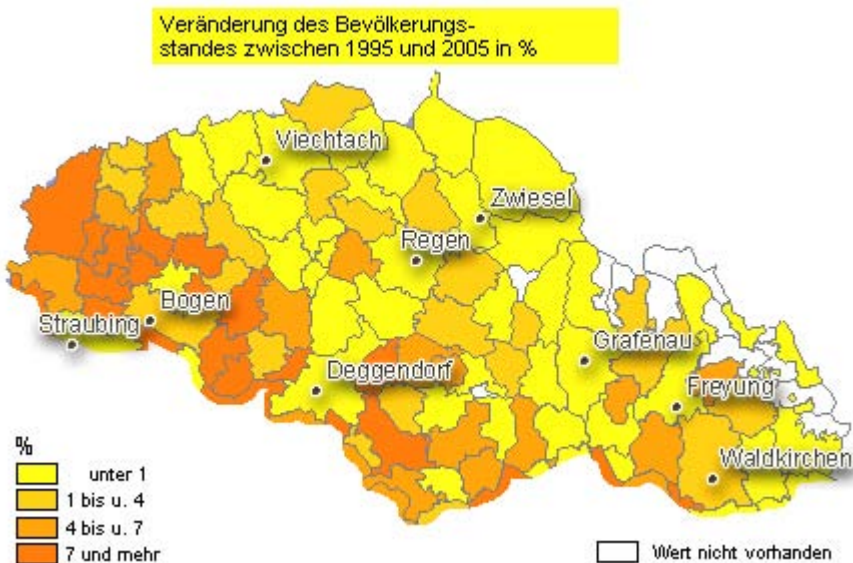 Veränderung des Bevölkerungs-
standes zwischen 1995 und 2005 in %
Viechtach
Zwiesel
Regen
Bogen
Straubing
Grafenau
Deggendorf
Freyung
Waldkirchen
%
unter 1
1 bis u. 4
4 bis u. 7
7 und mehr
Wert nicht vorhanden